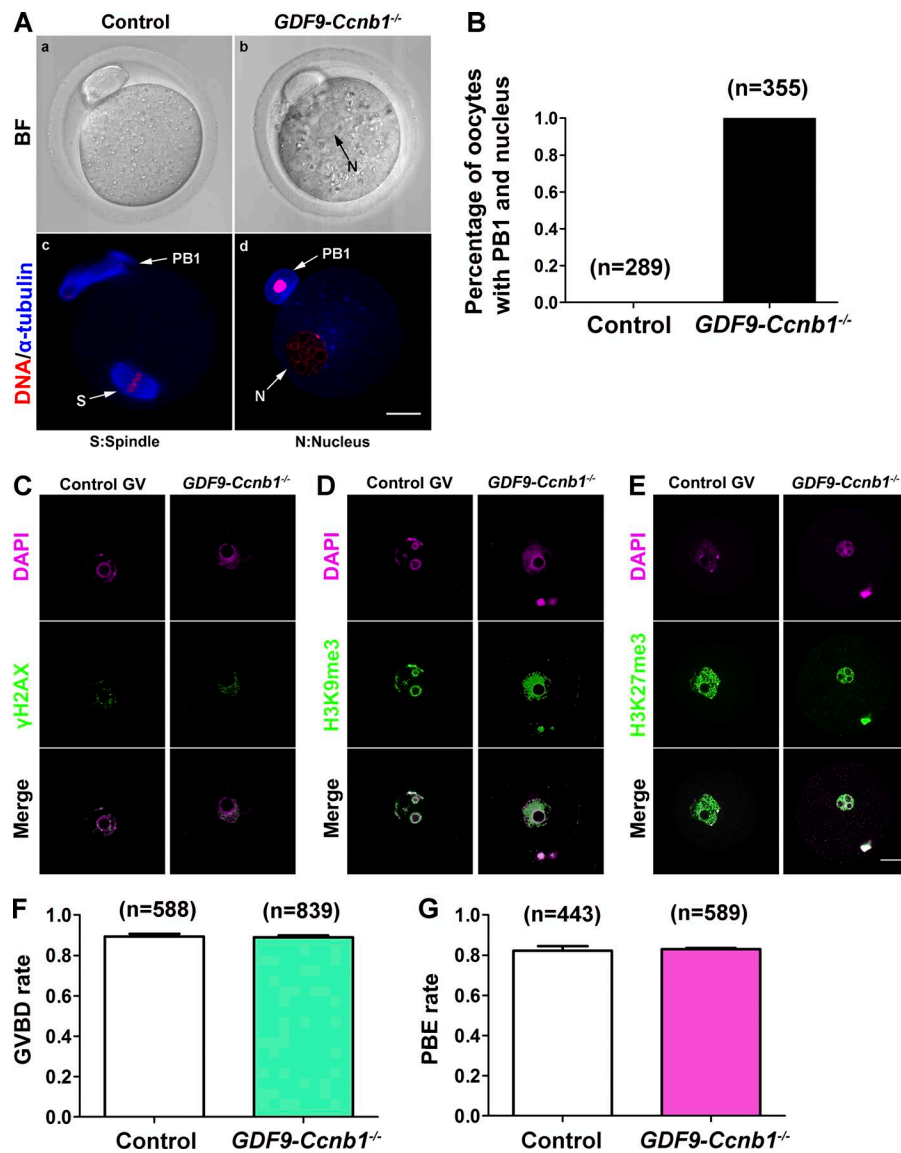 A
Control
GDF9-Ccnb1-/-
BF
a
b
N
DNA/α-tubulin
c
PB1
S
d
PB1
N
S:Spindle
N:Nucleus
B
Percentage of oocytes
with PB1 and nucleus
1.0
0.8
0.6
0.4
0.2
0.0
(n=289)
(n=355)
Control
GDF9-Ccnb1-/-
C
Control GV
GDF9-Ccnb1-/-
DAPI
γH2AX
Merge
D
Control GV
GDF9-Ccnb1-/-
DAPI
H3K9me3
Merge
E
Control GV
GDF9-Ccnb1-/-
DAPI
H3K27me3
Merge
F
GVBD rate
1.0
0.8
0.6
0.4
0.2
0.0
(n=588)
(n=839)
Control
GDF9-Ccnb1-/-
G
PBE rate
1.0
0.8
0.6
0.4
0.2
0.0
(n=443)
(n=589)
Control
GDF9-Ccnb1-/-